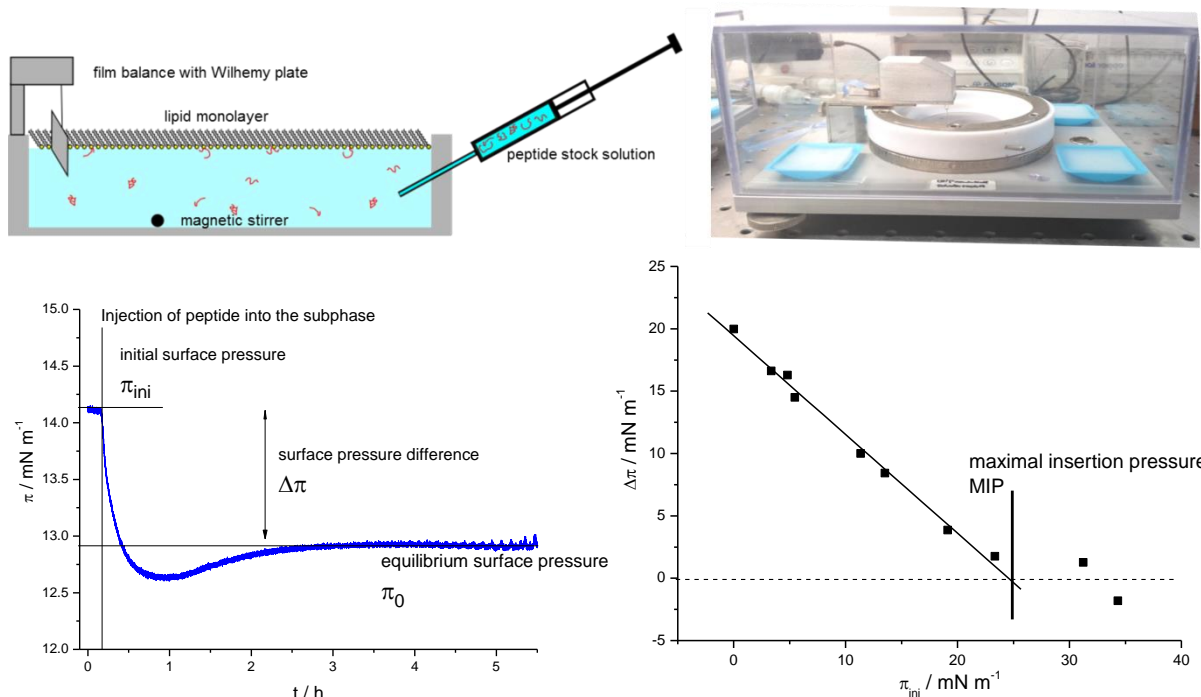 film balance with Wilhemy plate
lipid monolayer
peptide stock solution
magnetic stirrer
15.0
14.5
14.0
13.5
13.0
12.5
12.0
π / mN m⁻¹
Injection of peptide into the subphase
initial surface pressure
π_ini
surface pressure difference
Δπ
equilibrium surface pressure
π_0
0 1 2 3 4 5
t / h
25
20
15
10
5
0
-5
Δπ / mN m⁻¹
maximal insertion pressure
MIP
0 10 20 30 40
π_ini / mN m⁻¹